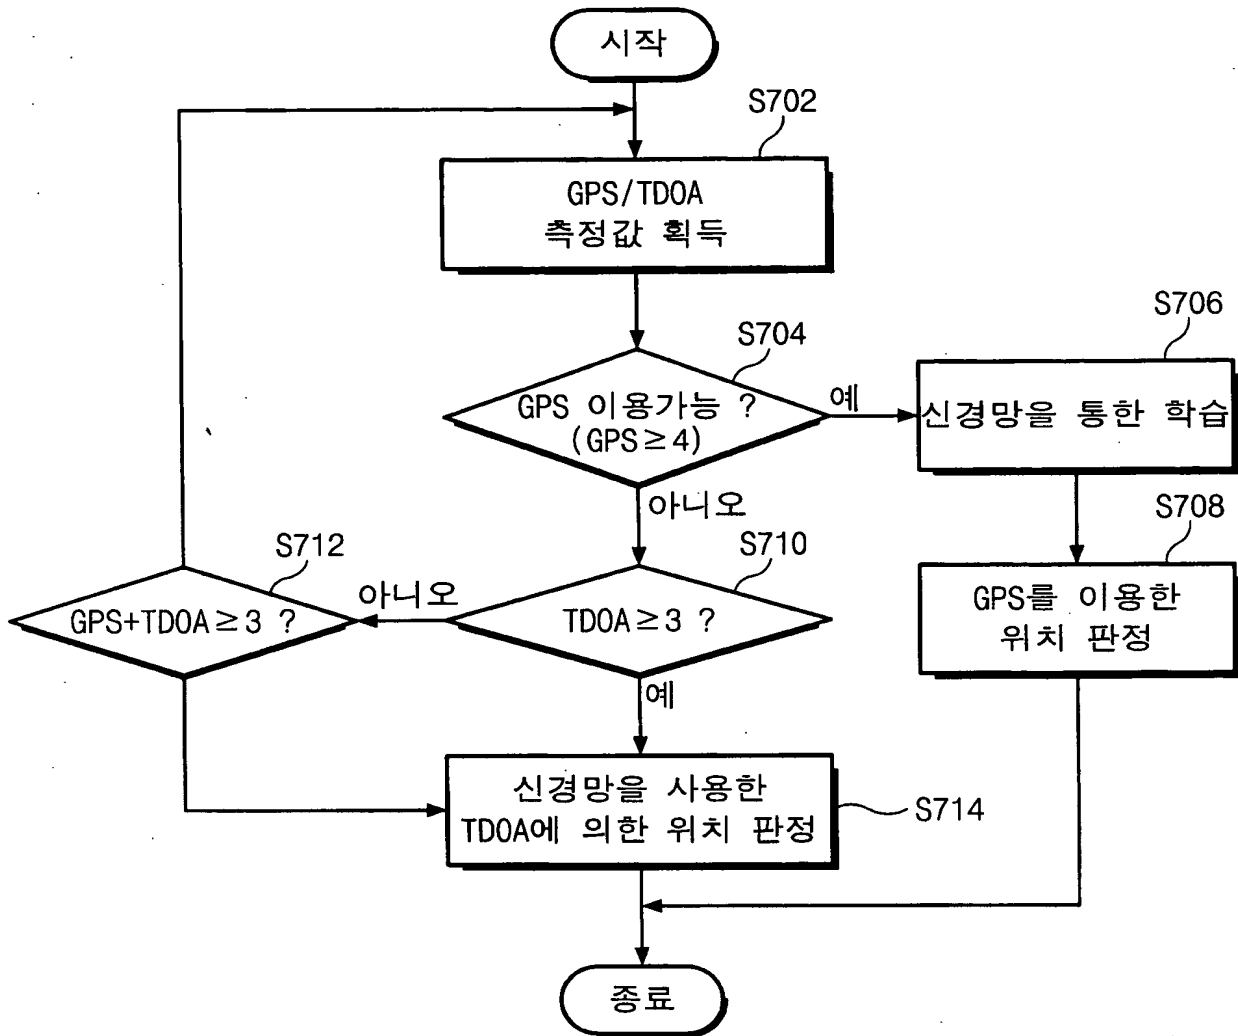 시작
S702
GPS/TDOA
측정값 획득
S704
GPS 이용가능 ?
(GPS≥4)
예
S706
신경망을 통한 학습
아니오
S708
GPS를 이용한
위치 판정
S710
TDOA≥3 ?
아니오
S712
GPS+TDOA≥3 ?
예
신경망을 사용한
TDOA에 의한 위치 판정
S714
종료